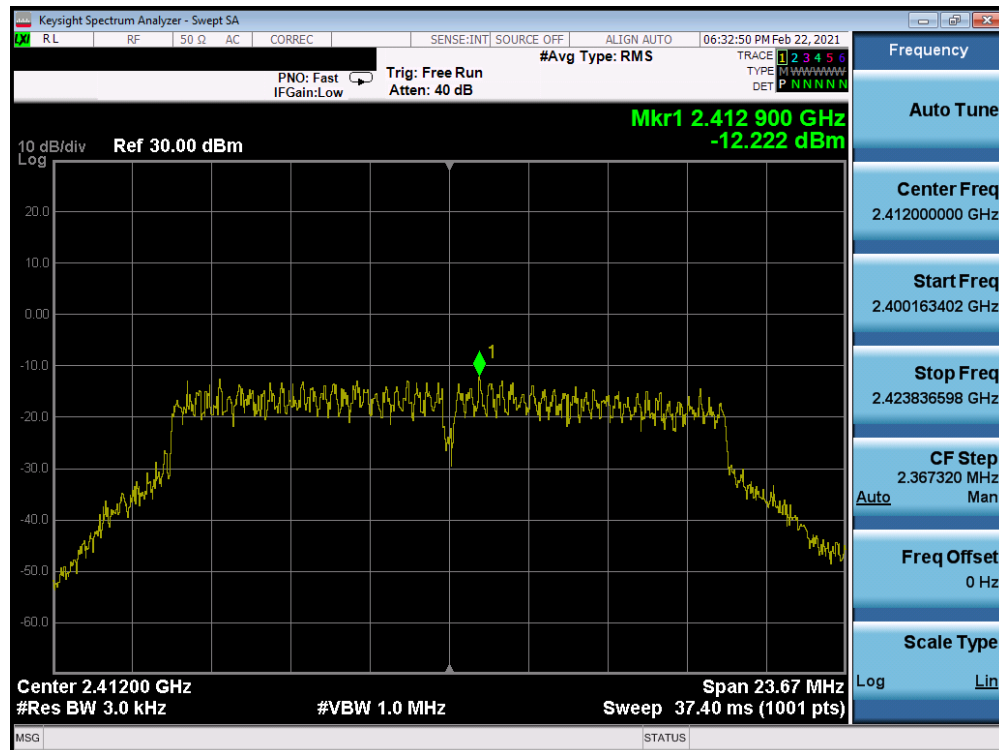 Keysight Spectrum Analyzer - Swept SA
LXI RL RF 50 Ω AC CORREC SENSE:INT SOURCE OFF ALIGN AUTO 06:32:50 PM Feb 22, 2021
PNO: Fast
IFGain:Low
Trig: Free Run
Atten: 40 dB
#Avg Type: RMS
TRACE 1 2 3 4 5 6
TYPE M WWWWW
DET P N N N N N
Mkr1 2.412 900 GHz
-12.222 dBm
10 dB/div Ref 30.00 dBm
Log
20.0
10.0
0.00
-10.0
-20.0
-30.0
-40.0
-50.0
-60.0
1
Center 2.41200 GHz Span 23.67 MHz
#Res BW 3.0 kHz #VBW 1.0 MHz Sweep 37.40 ms (1001 pts)
MSG STATUS
Frequency
Auto Tune
Center Freq
2.412000000 GHz
Start Freq
2.400163402 GHz
Stop Freq
2.423836598 GHz
CF Step
2.367320 MHz
Auto Man
Freq Offset
0 Hz
Scale Type
Log Lin